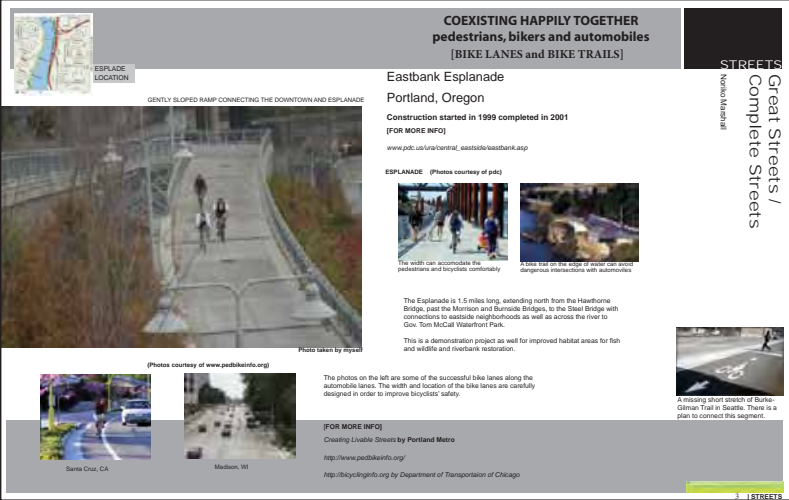 COEXISTING HAPPILY TOGETHER
pedestrians, bikers and automobiles
[BIKE LANES and BIKE TRAILS]
STREETS
Great Streets /
Complete Streets
Noriko Marshall
ESPLADE
LOCATION
GENTLY SLOPED RAMP CONNECTING THE DOWNTOWN AND ESPLANADE
Photo taken by myself
Eastbank Esplanade
Portland, Oregon
Construction started in 1999 completed in 2001
[FOR MORE INFO]
www.pdc.us/ura/central_eastside/eastbank.asp
ESPLANADE (Photos courtesy of pdc)
The width can accomodate the
pedestrians and bicyclists comfortably
A bike trail on the edge of water can avoid
dangerous intersections with automoviles
The Esplanade is 1.5 miles long, extending north from the Hawthorne
Bridge, past the Morrison and Burnside Bridges, to the Steel Bridge with
connections to eastside neighborhoods as well as across the river to
Gov. Tom McCall Waterfront Park.
This is a demonstration project as well for improved habitat areas for fish
and wildlife and riverbank restoration.
(Photos courtesy of www.pedbikeinfo.org)
Santa Cruz, CA
Madison, WI
The photos on the left are some of the successful bike lanes along the
automobile lanes. The width and location of the bike lanes are carefully
designed in order to improve bicyclists' safety.
[FOR MORE INFO]
Creating Livable Streets by Portland Metro
http://www.pedbikeinfo.org/
http://bicyclinginfo.org by Department of Transportaion of Chicago
A missing short stretch of Burke-
Gilman Trail in Seattle. There is a
plan to connect this segment.
3 | STREETS